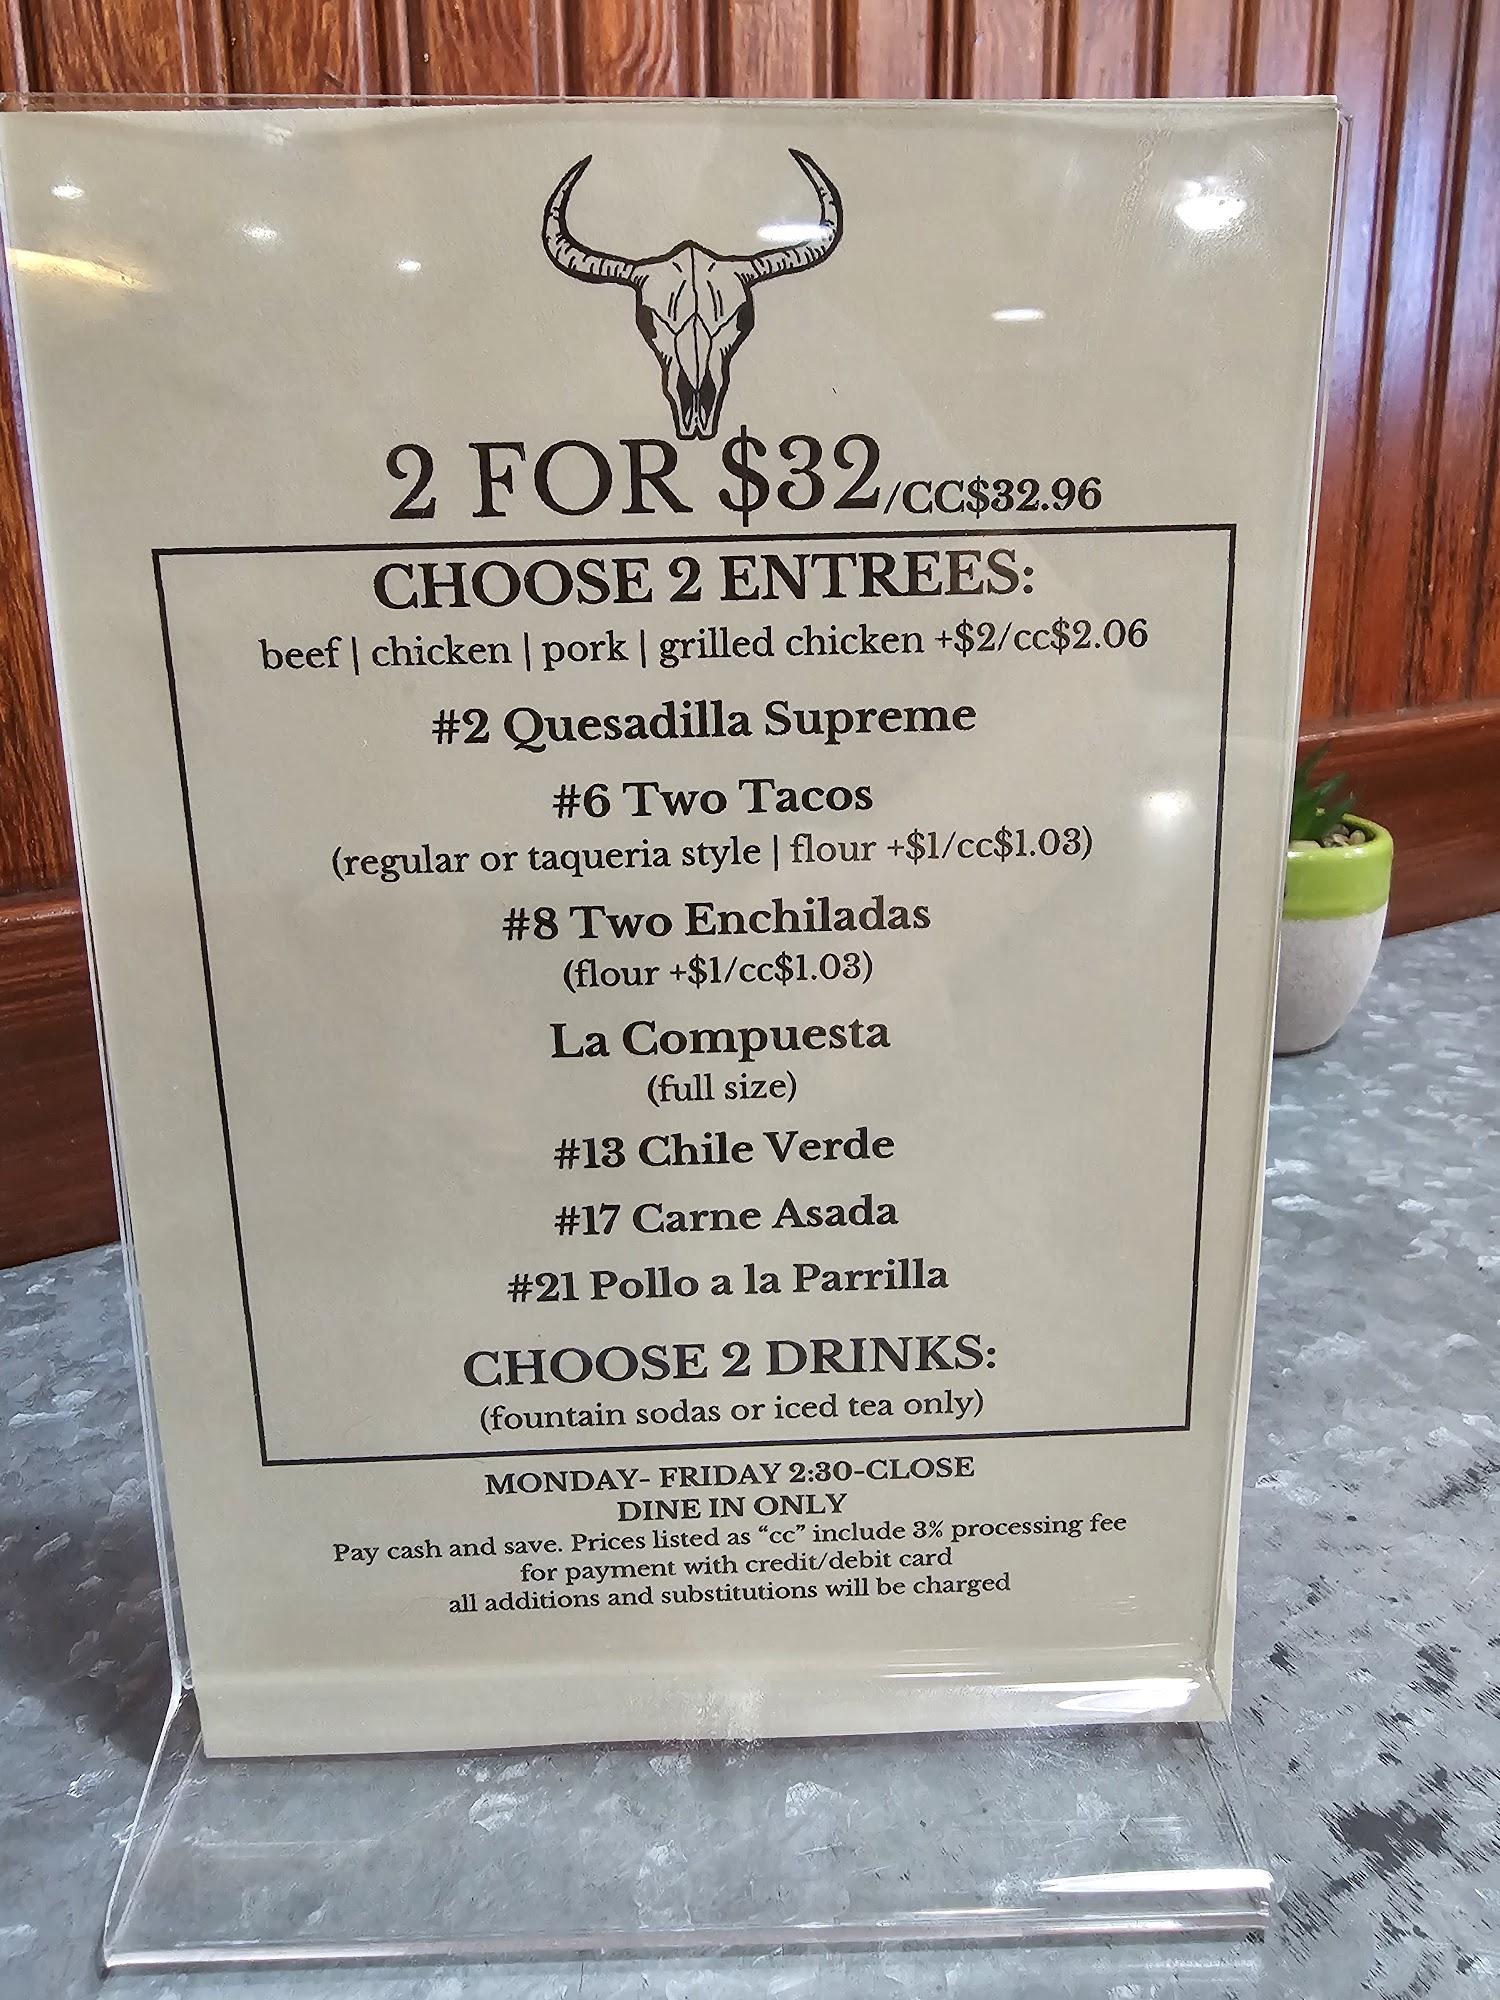 2 FOR $32/CC$32.96
CHOOSE 2 ENTREES:
beef | chicken | pork | grilled chicken +$2/cc$2.06
#2 Quesadilla Supreme
#6 Two Tacos
(regular or taqueria style | flour +$1/cc$1.03)
#8 Two Enchiladas
(flour +$1/cc$1.03)
La Compuesta
(full size)
#13 Chile Verde
#17 Carne Asada
#21 Pollo a la Parrilla
CHOOSE 2 DRINKS:
(fountain sodas or iced tea only)
MONDAY- FRIDAY 2:30-CLOSE
DINE IN ONLY
Pay cash and save. Prices listed as “cc” include 3% processing fee
for payment with credit/debit card
all additions and substitutions will be charged